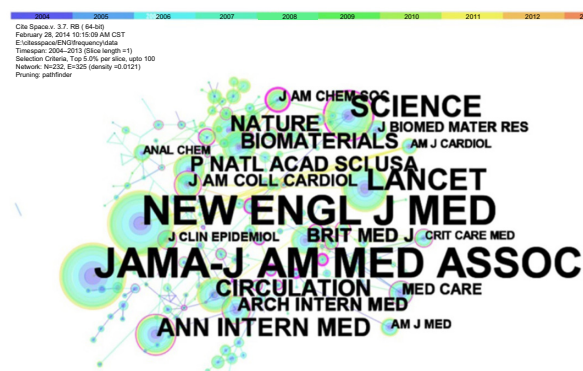 2004 2005 2006 2007 2008 2009 2010 2011 2012
Cite Space v. 3.7. RB ( 64-bit)
February 28, 2014 10:15:09 AM CST
E:\citespace\ENG\frequency\data
Timespan: 2004–2013 (Slice length =1)
Selection Criteria, Top 5.0% per slice, upto 100
Network: N=232, E=325 (density =0.0121)
Pruning: pathfinder
J AM CHEM SOC
SCIENCE
NATURE
J BIOMED MATER RES
BIOMATERIALS
AM J CARDIOL
ANAL CHEM
P NATL ACAD SCI USA
J AM COLL CARDIOL
LANCET
NEW ENGL J MED
J CLIN EPIDEMIOL
BRIT MED J
CRIT CARE MED
JAMA-J AM MED ASSOC
CIRCULATION
MED CARE
ARCH INTERN MED
ANN INTERN MED
AM J MED